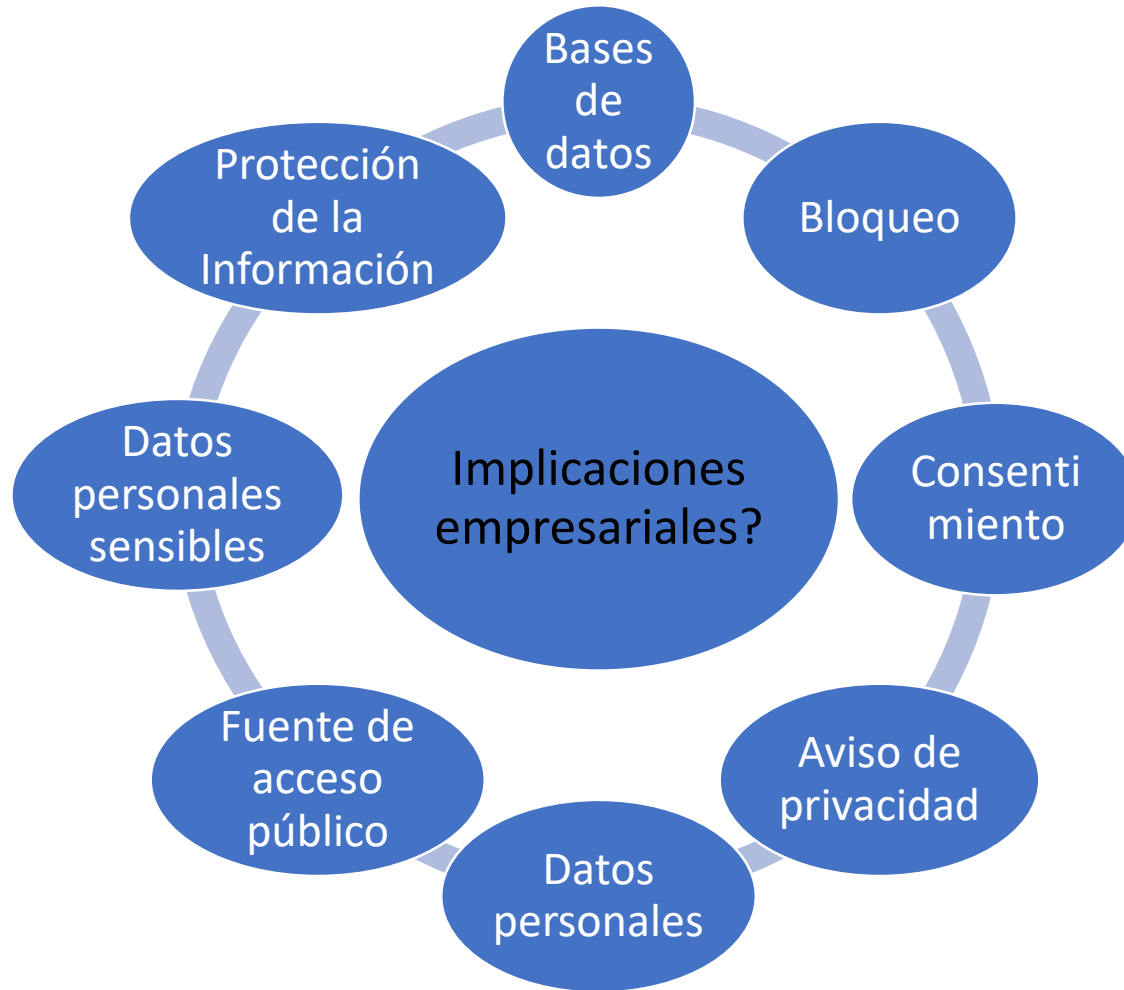 Bases
de
datos
Bloqueo
Consenti
miento
Aviso de
privacidad
Datos
personales
Fuente de
acceso
público
Datos
personales
sensibles
Protección
de la
Información
Implicaciones
empresariales?